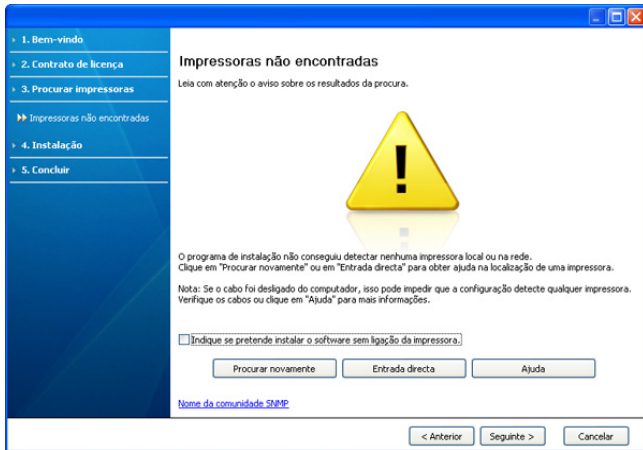 1. Bem-vindo
2. Contrato de licença
3. Procurar impressoras
Impressoras não encontradas
4. Instalação
5. Concluir
Impressoras não encontradas
Leia com atenção o aviso sobre os resultados da procura.
O programa de instalação não conseguiu detectar nenhuma impressora local ou na rede.
Clique em "Procurar novamente" ou em "Entrada directa" para obter ajuda na localização de uma impressora.
Nota: Se o cabo foi desligado do computador, isso pode impedir que a configuração detecte qualquer impressora.
Verifique os cabos ou clique em "Ajuda" para mais informações.
Indique se pretende instalar o software sem ligação da impressora.
Procurar novamente
Entrada directa
Ajuda
Nome da comunidade SNMP
< Anterior
Seguinte >
Cancelar